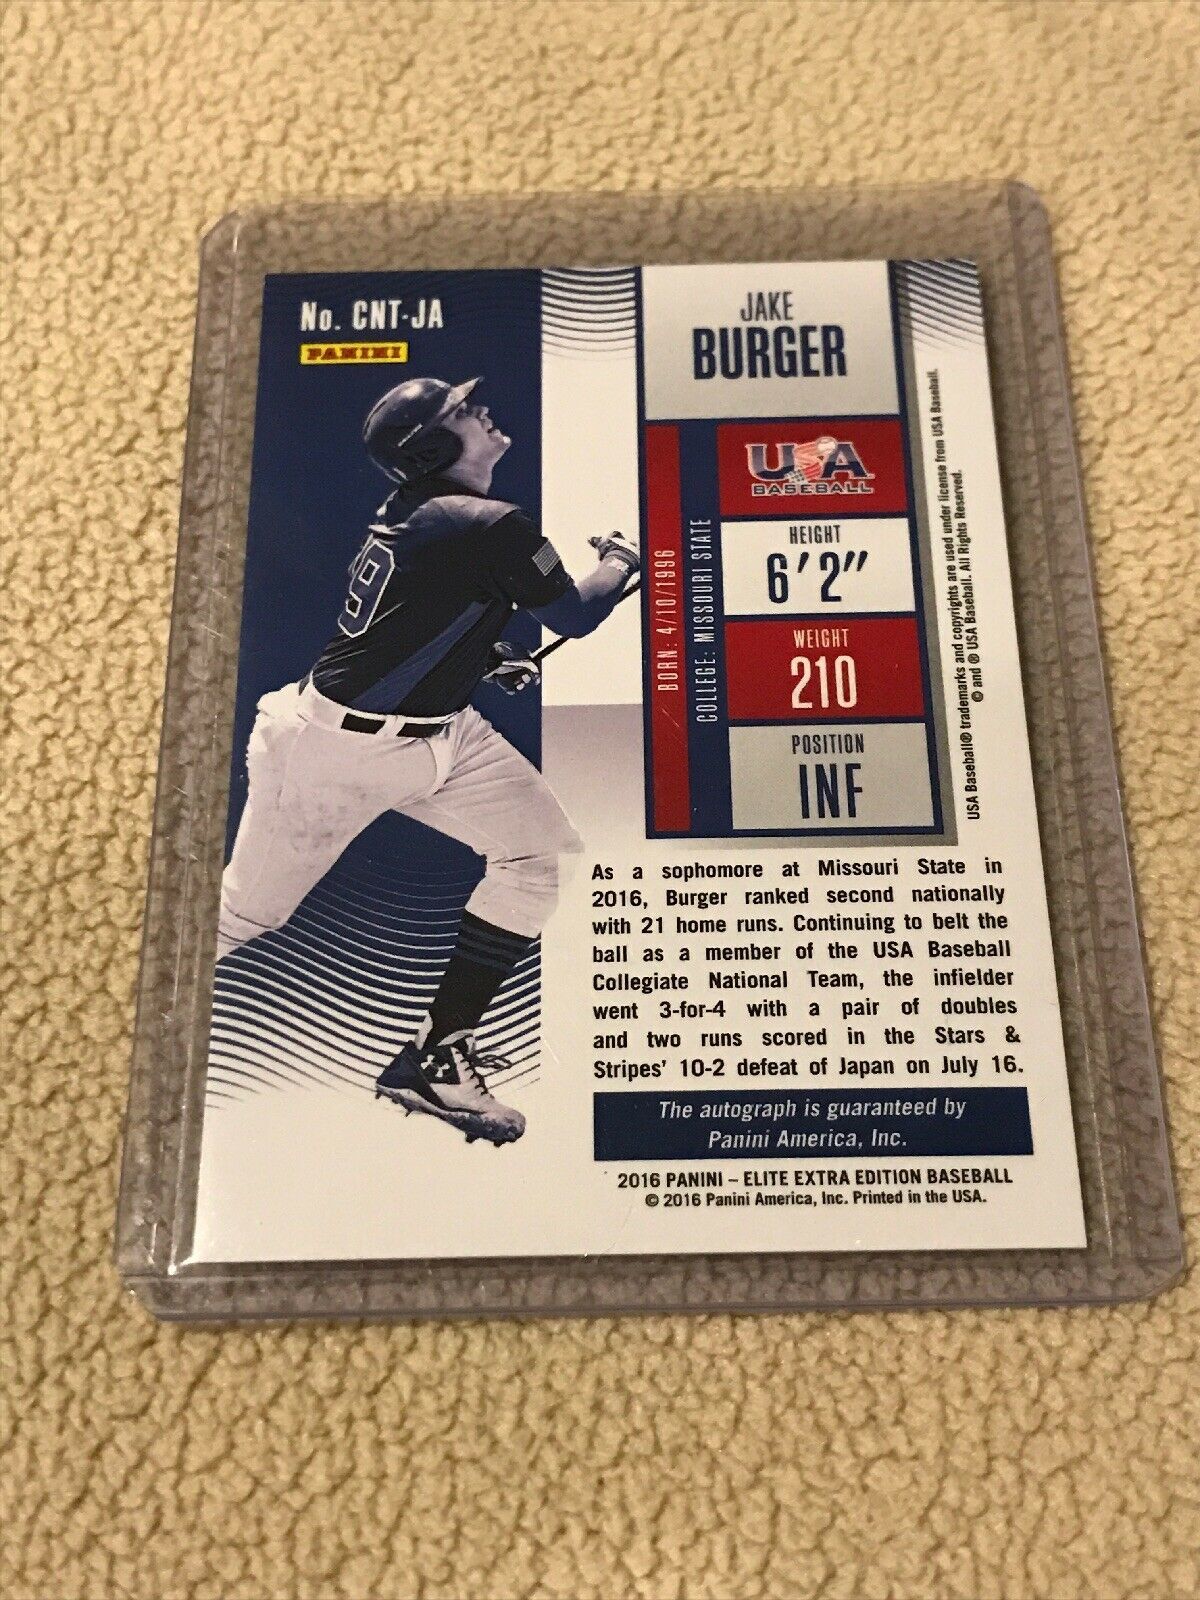 No. CNT-JA
PANINI
JAKE
BURGER
BORN: 4/10/1996
COLLEGE: MISSOURI STATE
USA
BASEBALL
HEIGHT
6'2"
WEIGHT
210
POSITION
INF
USA Baseball® trademarks and copyrights are used under license from USA Baseball.
© and ® USA Baseball. All Rights Reserved.
9
As a sophomore at Missouri State in
2016, Burger ranked second nationally
with 21 home runs. Continuing to belt the
ball as a member of the USA Baseball
Collegiate National Team, the infielder
went 3-for-4 with a pair of doubles
and two runs scored in the Stars &
Stripes' 10-2 defeat of Japan on July 16.
The autograph is guaranteed by
Panini America, Inc.
2016 PANINI – ELITE EXTRA EDITION BASEBALL
© 2016 Panini America, Inc. Printed in the USA.